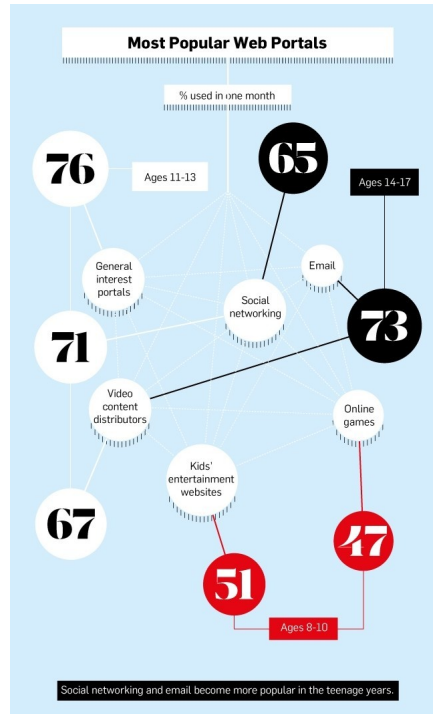 Most Popular Web Portals
% used in one month
76
Ages 11-13
65
Ages 14-17
General
interest
portals
Email
Social
networking
73
71
Video
content
distributors
Online
games
Kids'
entertainment
websites
67
47
51
Ages 8-10
Social networking and email become more popular in the teenage years.